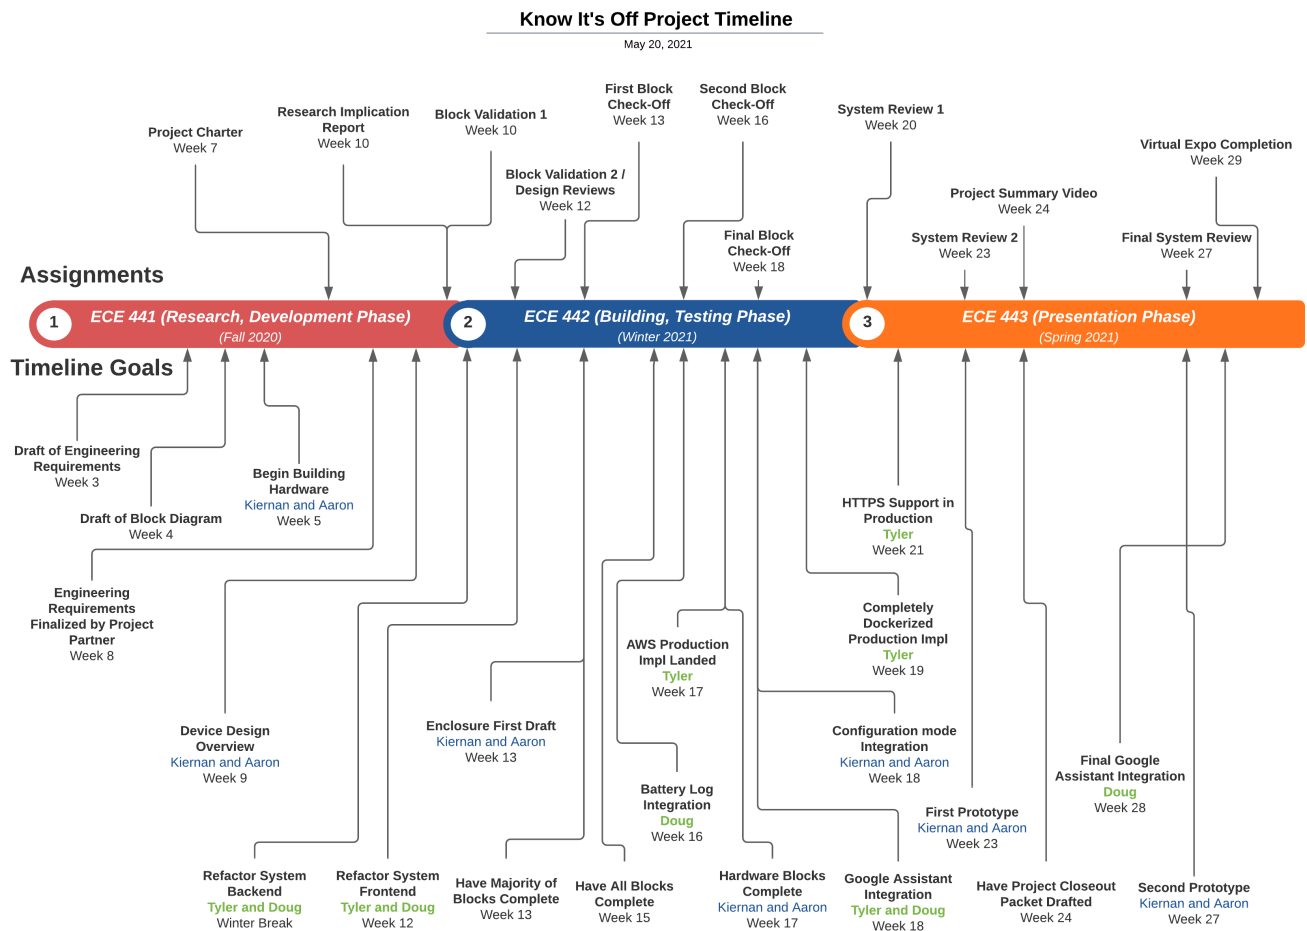 Know It's Off Project Timeline
May 20, 2021
Project Charter
Week 7
Research Implication
Report
Week 10
Block Validation 1
Week 10
Block Validation 2 /
Design Reviews
Week 12
First Block
Check-Off
Week 13
Second Block
Check-Off
Week 16
Final Block
Check-Off
Week 18
System Review 1
Week 20
System Review 2
Week 23
Project Summary Video
Week 24
Final System Review
Week 27
Virtual Expo Completion
Week 29
Assignments
1
ECE 441 (Research, Development Phase)
(Fall 2020)
2
ECE 442 (Building, Testing Phase)
(Winter 2021)
3
ECE 443 (Presentation Phase)
(Spring 2021)
Timeline Goals
Draft of Engineering
Requirements
Week 3
Draft of Block Diagram
Week 4
Begin Building
Hardware
Kiernan and Aaron
Week 5
Engineering
Requirements
Finalized by Project
Partner
Week 8
Device Design
Overview
Kiernan and Aaron
Week 9
Refactor System
Backend
Tyler and Doug
Winter Break
Refactor System
Frontend
Tyler and Doug
Week 12
Enclosure First Draft
Kiernan and Aaron
Week 13
Have Majority of
Blocks Complete
Week 13
Have All Blocks
Complete
Week 15
Battery Log
Integration
Doug
Week 16
AWS Production
Impl Landed
Tyler
Week 17
Hardware Blocks
Complete
Kiernan and Aaron
Week 17
Configuration mode
Integration
Kiernan and Aaron
Week 18
Google Assistant
Integration
Tyler and Doug
Week 18
Completely
Dockerized
Production Impl
Tyler
Week 19
HTTPS Support in
Production
Tyler
Week 21
First Prototype
Kiernan and Aaron
Week 23
Have Project Closeout
Packet Drafted
Week 24
Second Prototype
Kiernan and Aaron
Week 27
Final Google
Assistant Integration
Doug
Week 28